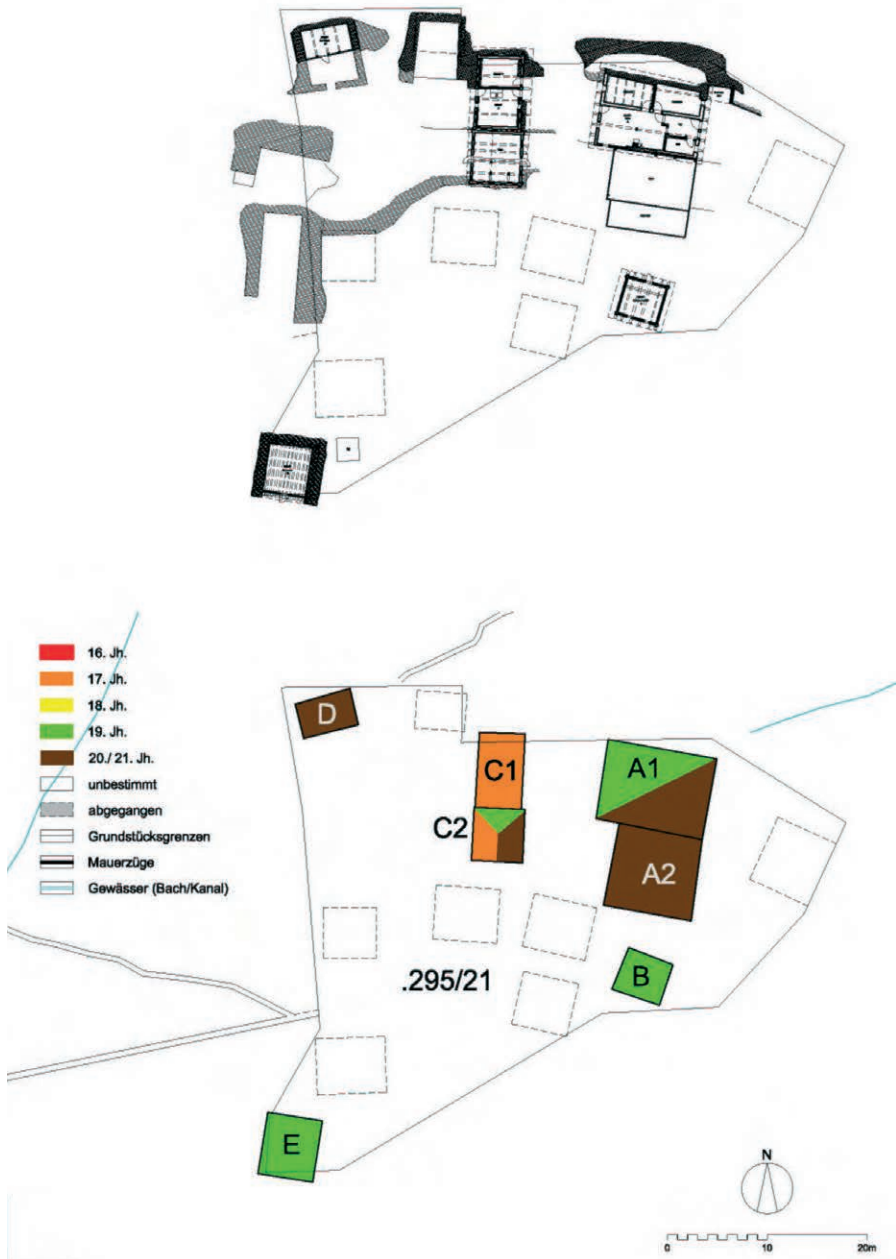 16. Jh.
17. Jh.
18. Jh.
19. Jh.
20./ 21. Jh.
unbestimmt
abgegangen
Grundstücksgrenzen
Mauerzüge
Gewässer (Bach/Kanal)
D
C1
A1
C2
A2
.295/21
B
E
N
0 10 20m